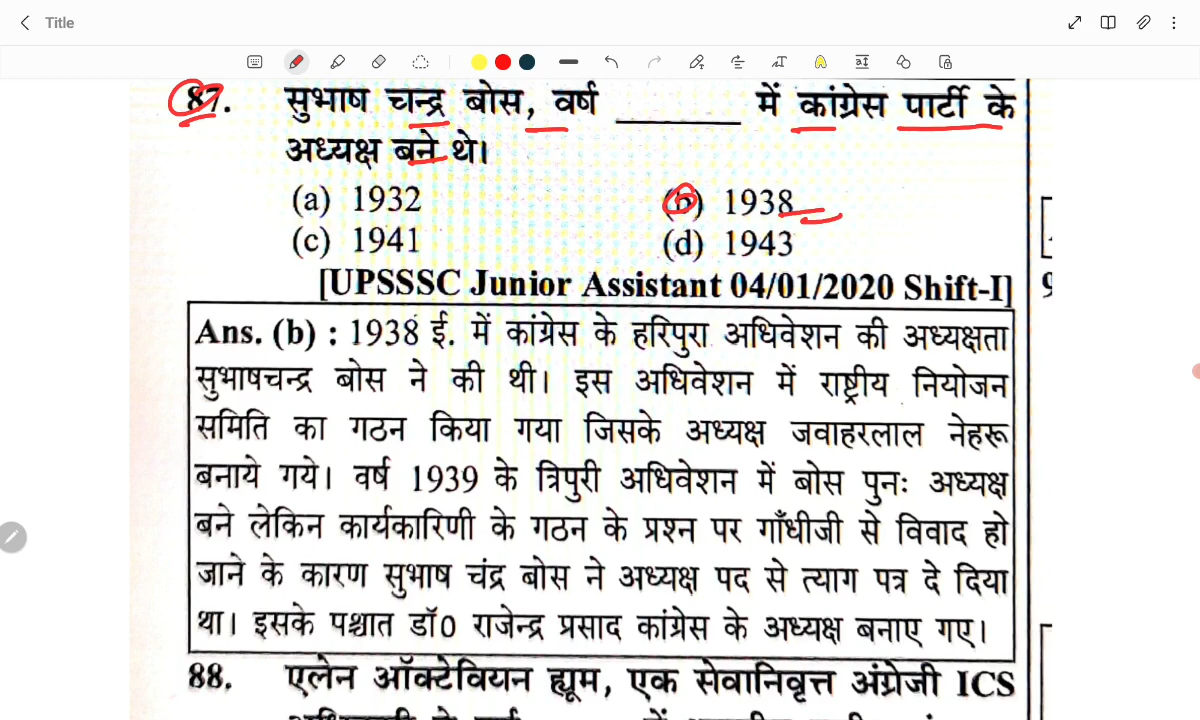 Title
87. सुभाष चन्द्र बोस, वर्ष ________ में कांग्रेस पार्टी के
अध्यक्ष बने थे।
(a) 1932 (b) 1938
(c) 1941 (d) 1943
[UPSSSC Junior Assistant 04/01/2020 Shift-I]
Ans. (b) : 1938 ई. में कांग्रेस के हरिपुरा अधिवेशन की अध्यक्षता
सुभाषचन्द्र बोस ने की थी। इस अधिवेशन में राष्ट्रीय नियोजन
समिति का गठन किया गया जिसके अध्यक्ष जवाहरलाल नेहरू
बनाये गये। वर्ष 1939 के त्रिपुरी अधिवेशन में बोस पुनः अध्यक्ष
बने लेकिन कार्यकारिणी के गठन के प्रश्न पर गाँधीजी से विवाद हो
जाने के कारण सुभाष चंद्र बोस ने अध्यक्ष पद से त्याग पत्र दे दिया
था। इसके पश्चात डॉ0 राजेन्द्र प्रसाद कांग्रेस के अध्यक्ष बनाए गए।
88. एलेन ऑक्टेवियन ह्यूम, एक सेवानिवृत्त अंग्रेजी ICS